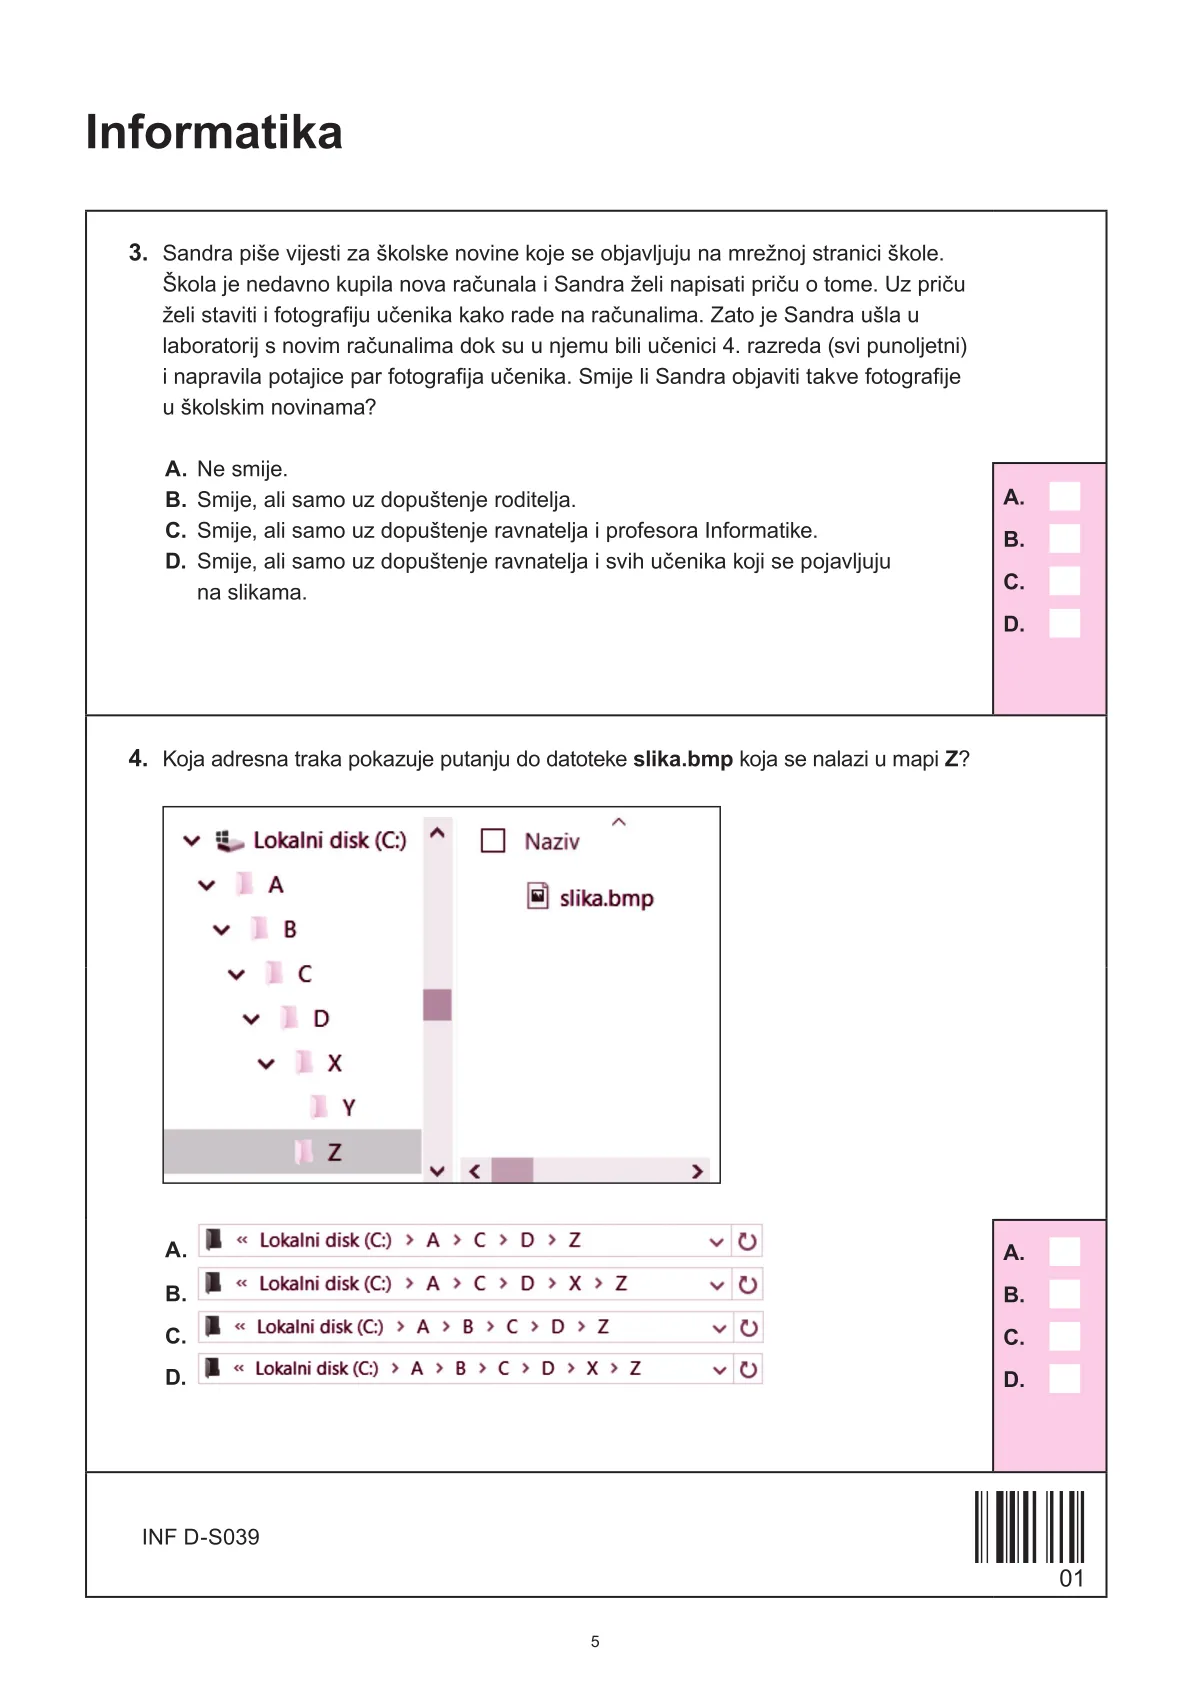 Informatika
3. Sandra piše vijesti za školske novine koje se objavljuju na mrežnoj stranici škole.
Škola je nedavno kupila nova računala i Sandra želi napisati priču o tome. Uz priču
želi staviti i fotografiju učenika kako rade na računalima. Zato je Sandra ušla u
laboratorij s novim računalima dok su u njemu bili učenici 4. razreda (svi punoljetni)
i napravila potajice par fotografija učenika. Smije li Sandra objaviti takve fotografije
u školskim novinama?
A. Ne smije.
B. Smije, ali samo uz dopuštenje roditelja.
C. Smije, ali samo uz dopuštenje ravnatelja i profesora Informatike.
D. Smije, ali samo uz dopuštenje ravnatelja i svih učenika koji se pojavljuju
na slikama.
A.
B.
C.
D.
4. Koja adresna traka pokazuje putanju do datoteke slika.bmp koja se nalazi u mapi Z?
Lokalni disk (C:)
A
B
C
D
X
Y
Z
Naziv
slika.bmp
A. « Lokalni disk (C:) > A > C > D > Z
B. « Lokalni disk (C:) > A > C > D > X > Z
C. « Lokalni disk (C:) > A > B > C > D > Z
D. « Lokalni disk (C:) > A > B > C > D > X > Z
A.
B.
C.
D.
INF D-S039
01
5